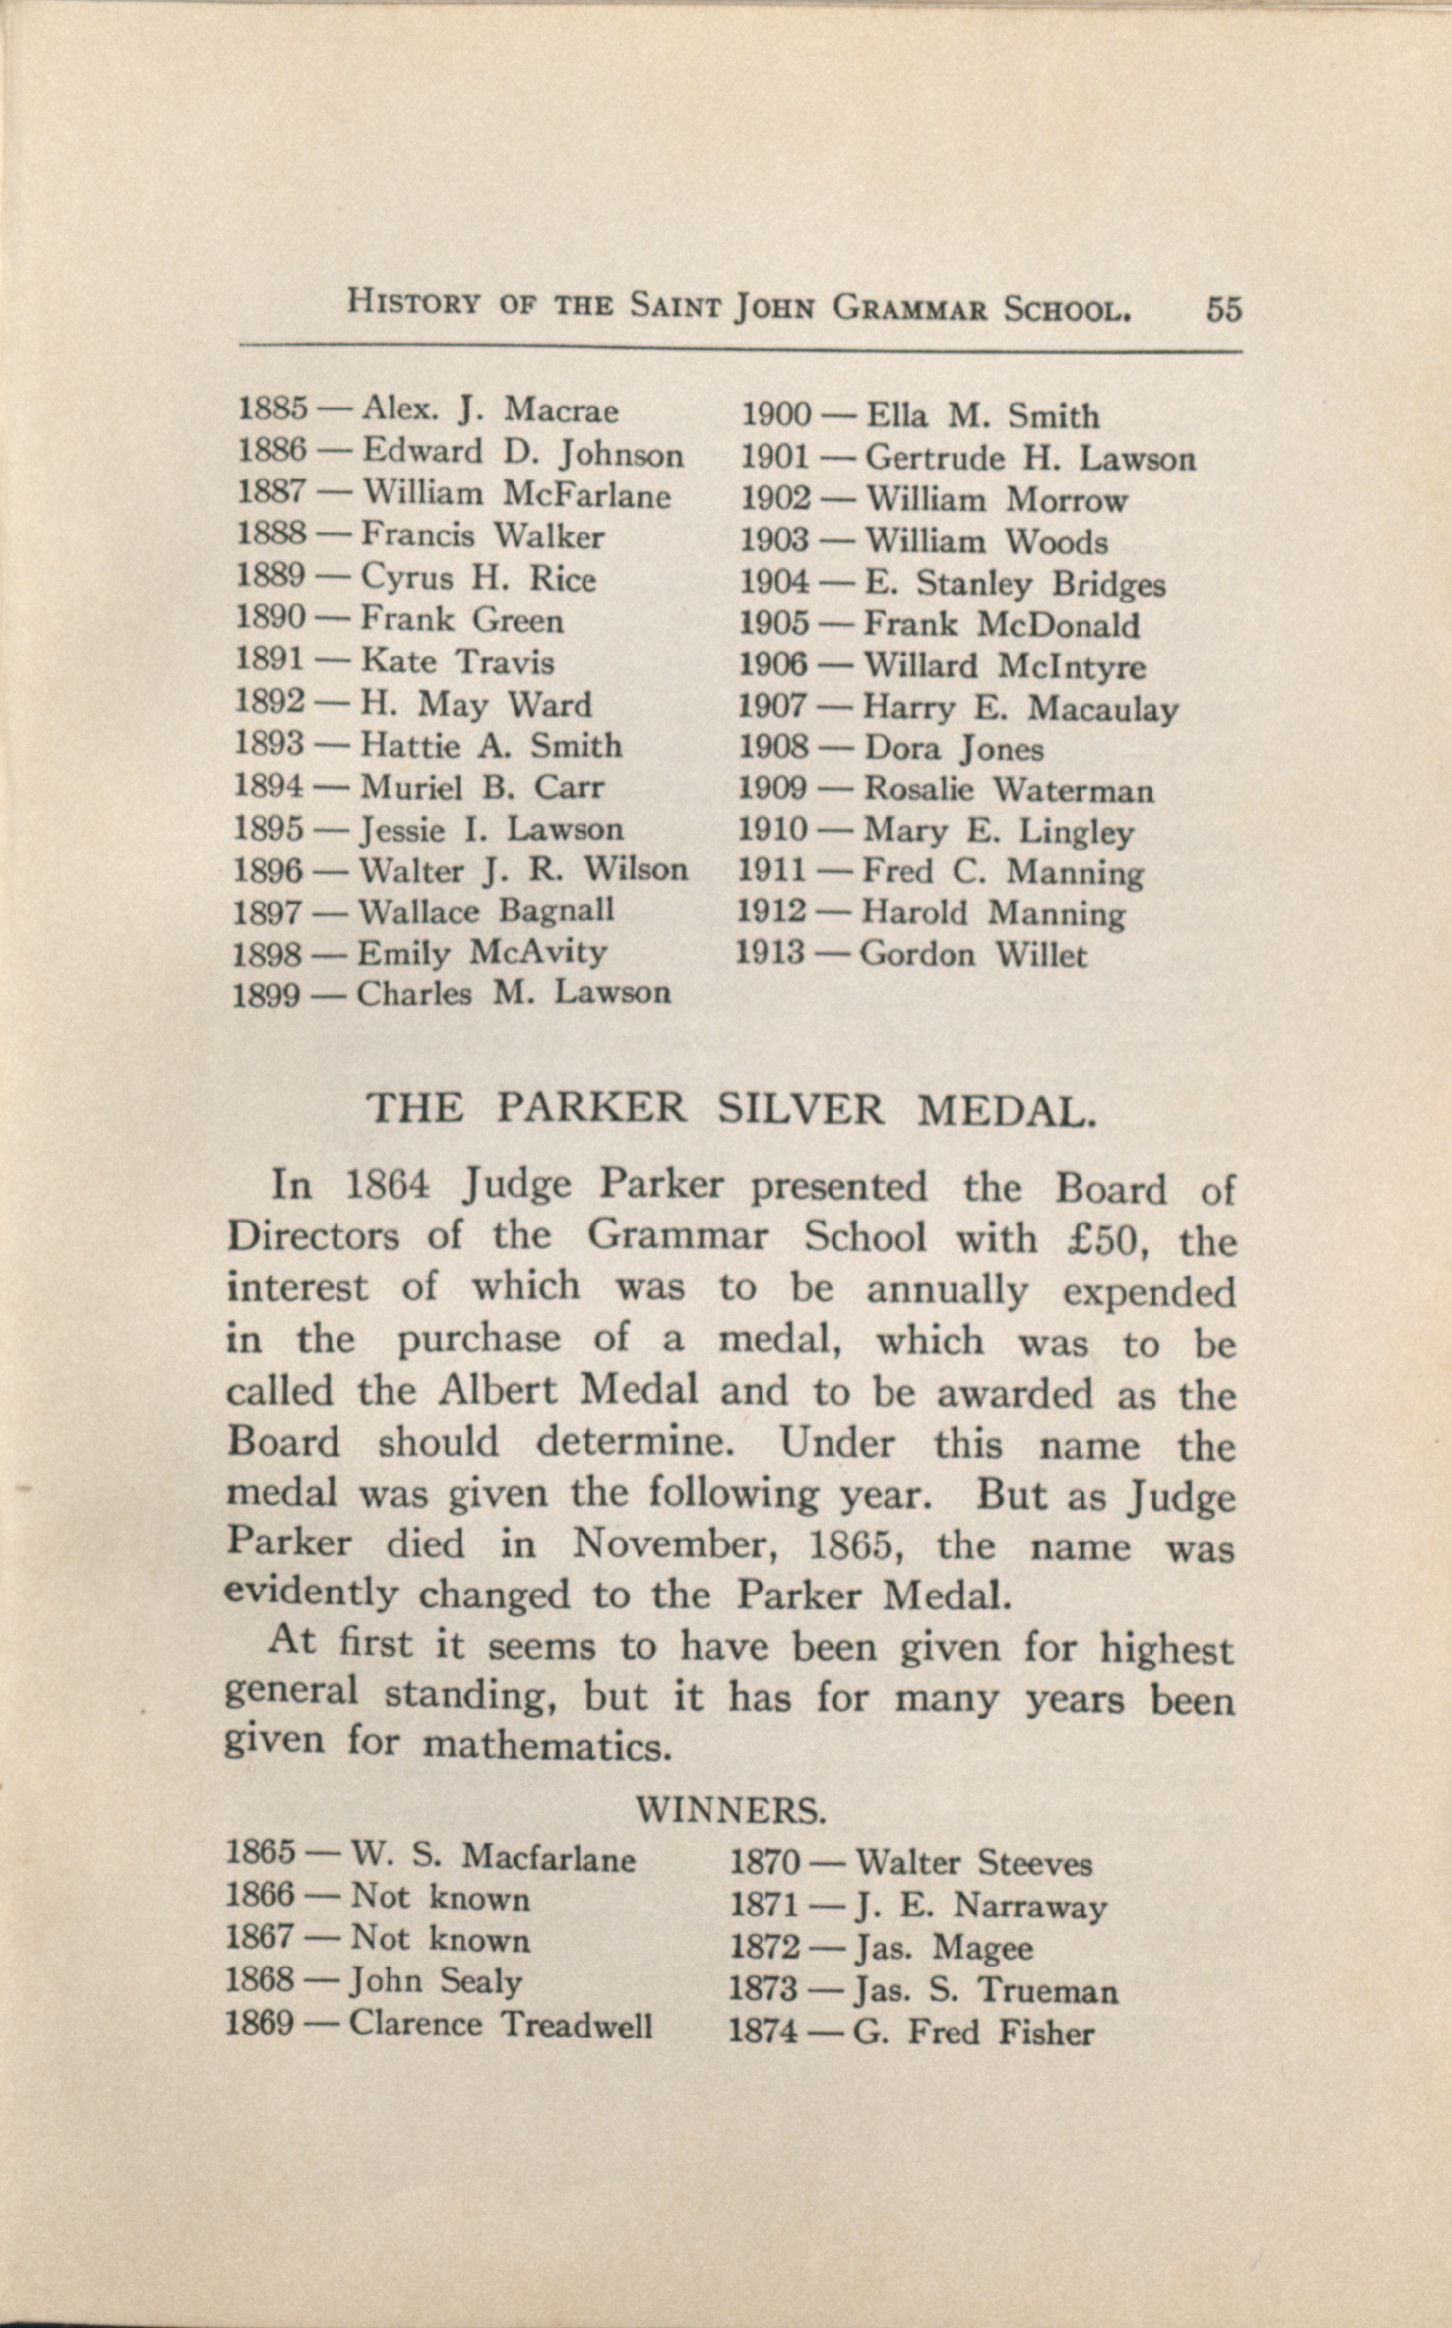 HISTORY OF THE SAINT JOHN GRAMMAR SCHOOL. 55
1885 — Alex. J. Macrae
1886 — Edward D. Johnson
1887 — William McFarlane
1888 — Francis Walker
1889 — Cyrus H. Rice
1890 — Frank Green
1891 — Kate Travis
1892 — H. May Ward
1893 — Hattie A. Smith
1894 — Muriel B. Carr
1895 — Jessie I. Lawson
1896 — Walter J. R. Wilson
1897 — Wallace Bagnall
1898 — Emily McAvity
1899 — Charles M. Lawson
1900 — Ella M. Smith
1901 — Gertrude H. Lawson
1902 — William Morrow
1903 — William Woods
1904 — E. Stanley Bridges
1905 — Frank McDonald
1906 — Willard McIntyre
1907 — Harry E. Macaulay
1908 — Dora Jones
1909 — Rosalie Waterman
1910 — Mary E. Lingley
1911 — Fred C. Manning
1912 — Harold Manning
1913 — Gordon Willet
THE PARKER SILVER MEDAL.
In 1864 Judge Parker presented the Board of
Directors of the Grammar School with £50, the
interest of which was to be annually expended
in the purchase of a medal, which was to be
called the Albert Medal and to be awarded as the
Board should determine. Under this name the
medal was given the following year. But as Judge
Parker died in November, 1865, the name was
evidently changed to the Parker Medal.
At first it seems to have been given for highest
general standing, but it has for many years been
given for mathematics.
WINNERS.
1865 — W. S. Macfarlane
1866 — Not known
1867 — Not known
1868 — John Sealy
1869 — Clarence Treadwell
1870 — Walter Steeves
1871 — J. E. Narraway
1872 — Jas. Magee
1873 — Jas. S. Trueman
1874 — G. Fred Fisher